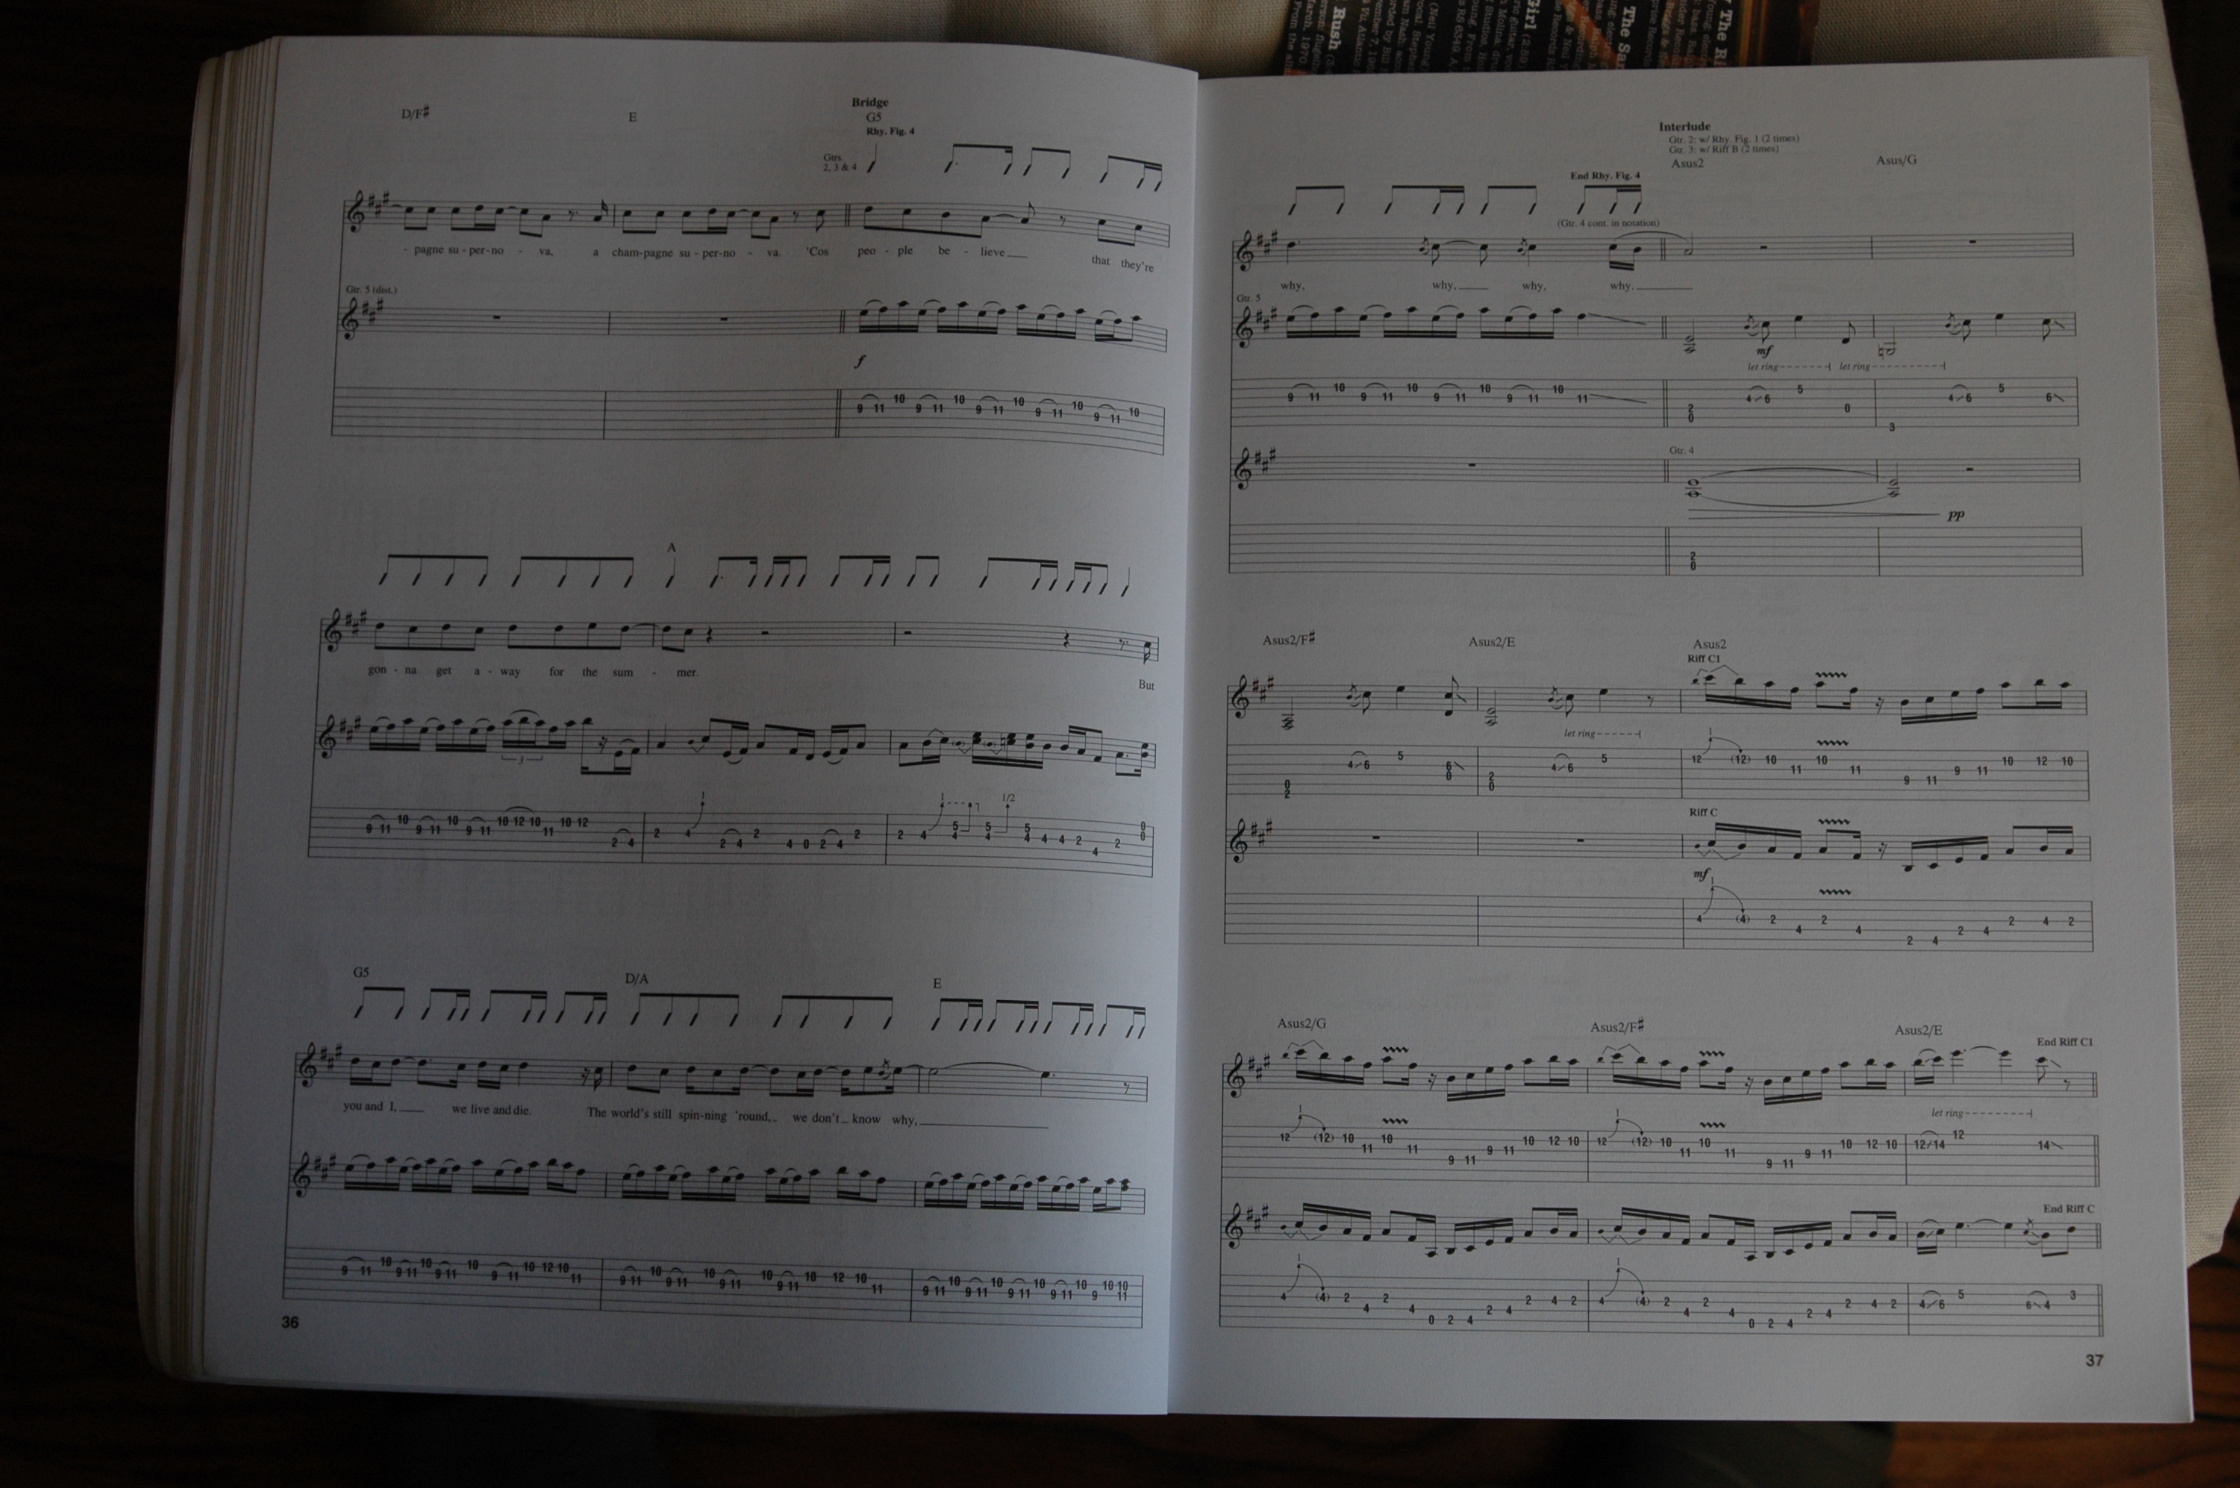 D/F♯ E Bridge
G5
Rhy. Fig. 4
Gtrs.
2, 3 & 4
- pagne su - per - no - va, a cham - pagne su - per - no - va. 'Cos peo - ple be - lieve that they're
Gtr. 5 (dist.)
f
9 11 10 9 11 10 9 11 10 9 11 10 9 11 10
A
gon - na get a - way for the sum - mer. But
3
1 1 1/2
9 11 10 9 11 10 9 11 10 12 10 11 10 12 2 4 2 4 2 4 2 4 0 2 4 2 2 4 5 4 5 4 5 4 4 4 2 4 2 0 0
G5 D/A E
you and I, we live and die. The world's still spin - ning 'round, we don't know why,
9 11 10 9 11 10 9 11 10 9 11 10 12 10 11 9 11 10 9 11 10 9 11 10 9 11 10 12 10 11 9 11 10 9 11 10 9 11 10 9 11 10 9 10 10 11
36
Interlude
Gtr. 2: w/ Rhy. Fig. 1 (2 times)
Gtr. 3: w/ Riff B (2 times)
Asus2 Asus/G
End Rhy. Fig. 4
(Gtr. 4 cont. in notation)
why, why, why, why.
Gtr. 5
mf
let ring let ring
9 11 10 9 11 10 9 11 10 9 11 10 11 2 0 4 6 5 0 3 4 6 5 6
Gtr. 4
pp
2
0
Asus2/F♯ Asus2/E Asus2
Riff C1
let ring
1
0 2 4 6 5 6 0 2 0 4 6 5 12 (12) 10 11 10 11 9 11 9 11 10 12 10
Riff C
mf
1
4 (4) 2 4 2 4 2 4 2 4 2 4 2
Asus2/G Asus2/F♯ Asus2/E
End Riff C1
let ring
1 1
12 (12) 10 11 10 11 9 11 9 11 10 12 10 12 (12) 10 11 10 11 9 11 9 11 10 12 10 12/14 12 14
End Riff C
1 1
4 (4) 2 4 2 4 0 2 4 2 4 2 4 2 4 (4) 2 4 2 4 0 2 4 2 4 2 4 2 4 6 5 6 4 3
37
Rush
Girl
The
The